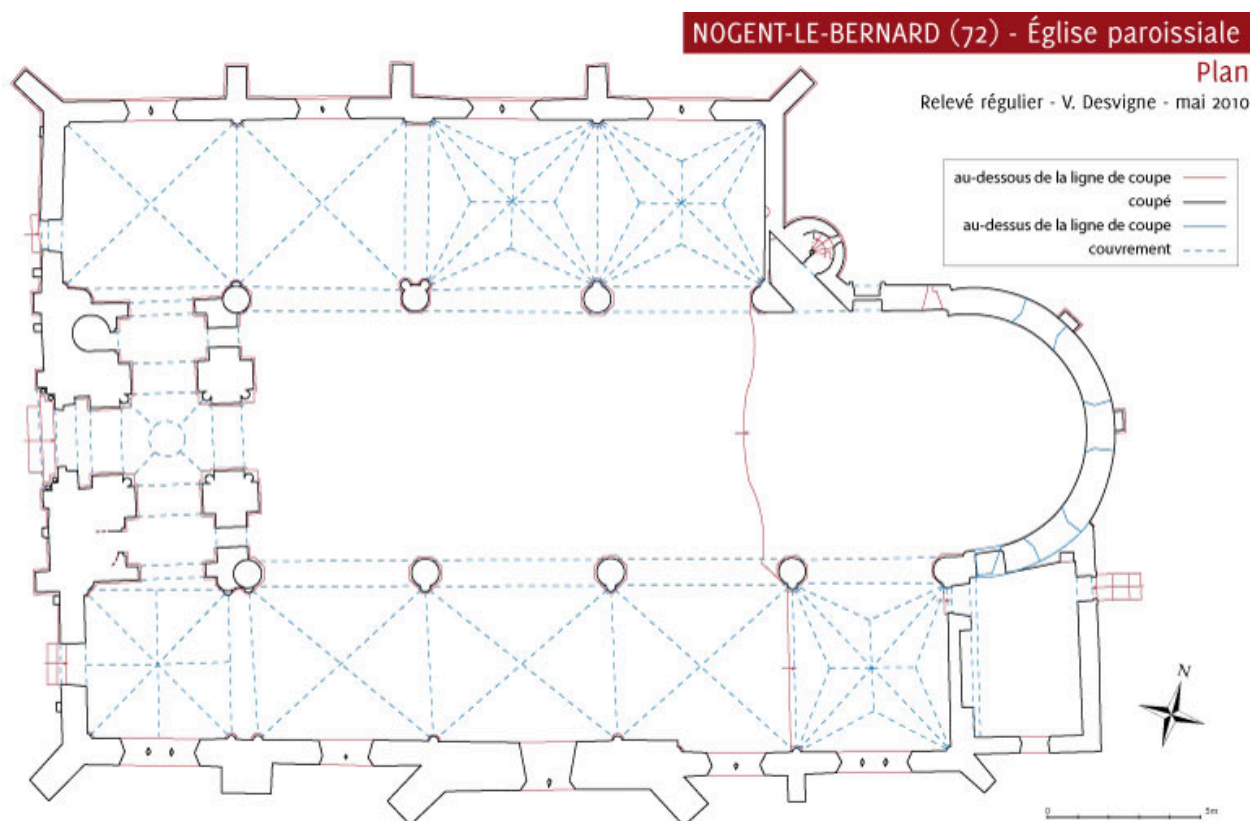 NOGENT-LE-BERNARD (72) - Église paroissiale
Plan
Relevé régulier - V. Desvigne - mai 2010
au-dessous de la ligne de coupe
coupé
au-dessus de la ligne de coupe
couvrement
N
0 5m